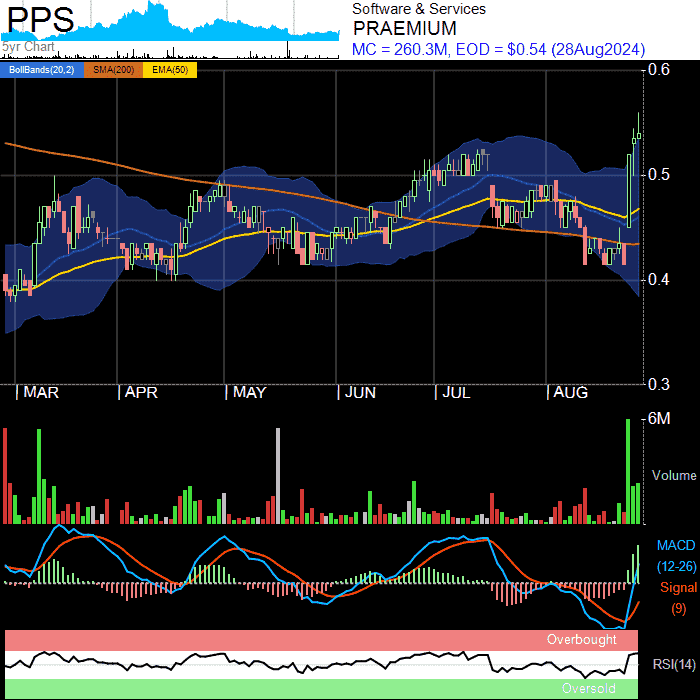 PPS
5yr Chart
Software & Services
PRAEMIUM
MC = 260.3M, EOD = $0.54 (28Aug2024)
BollBands(20,2) SMA(200) EMA(50)
0.6
0.5
0.4
0.3
| MAR | APR | MAY | JUN | JUL | AUG
6M
Volume
MACD
(12-26)
Signal
(9)
Overbought
RSI(14)
Oversold